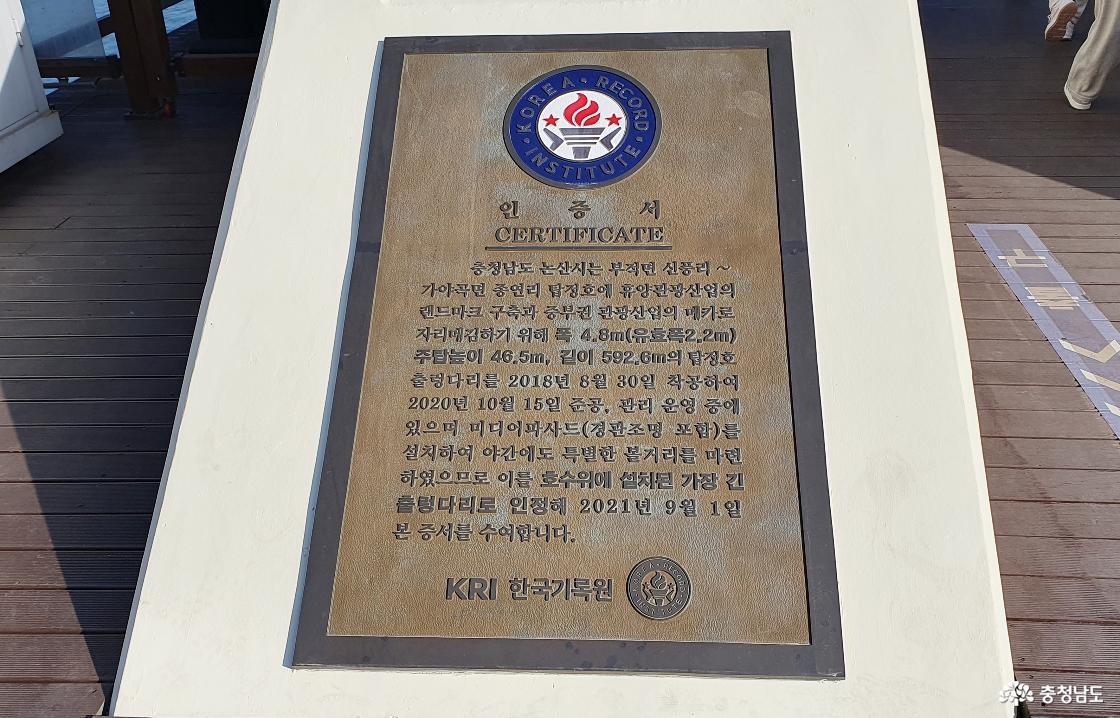 KOREA · RECORD · INSTITUTE ·
인 증 서
CERTIFICATE
충청남도 논산시는 부적면 신풍리 ~
가야곡면 종연리 탑정호에 휴양관광산업의
랜드마크 구축과 중부권 관광산업의 메카로
자리매김하기 위해 폭 4.8m(유효폭2.2m)
주탑높이 46.5m, 길이 592.6m의 탑정호
출렁다리를 2018년 8월 30일 착공하여
2020년 10월 15일 준공, 관리 운영 중에
있으며 미디어파사드(경관조명 포함)를
설치하여 야간에도 특별한 볼거리를 마련
하였으므로 이를 호수위에 설치된 가장 긴
출렁다리로 인정해 2021년 9월 1일
본 증서를 수여합니다.
KRI 한국기록원
KOREA · RECORD · INSTITUTE
충청남도